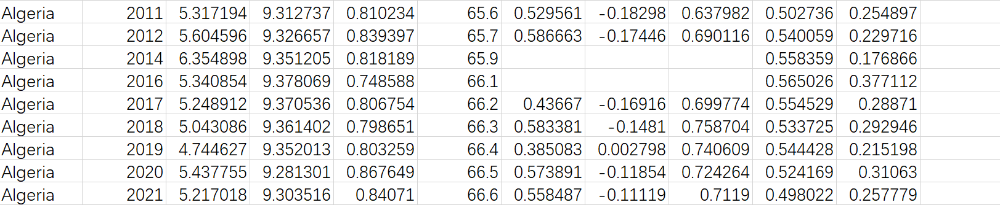 Algeria 2011 5.317194 9.312737 0.810234 65.6 0.529561 -0.18298 0.637982 0.502736 0.254897
Algeria 2012 5.604596 9.326657 0.839397 65.7 0.586663 -0.17446 0.690116 0.540059 0.229716
Algeria 2014 6.354898 9.351205 0.818189 65.9 0.558359 0.176866
Algeria 2016 5.340854 9.378069 0.748588 66.1 0.565026 0.377112
Algeria 2017 5.248912 9.370536 0.806754 66.2 0.43667 -0.16916 0.699774 0.554529 0.28871
Algeria 2018 5.043086 9.361402 0.798651 66.3 0.583381 -0.1481 0.758704 0.533725 0.292946
Algeria 2019 4.744627 9.352013 0.803259 66.4 0.385083 0.002798 0.740609 0.544428 0.215198
Algeria 2020 5.437755 9.281301 0.867649 66.5 0.573891 -0.11854 0.724264 0.524169 0.31063
Algeria 2021 5.217018 9.303516 0.84071 66.6 0.558487 -0.11119 0.7119 0.498022 0.257779